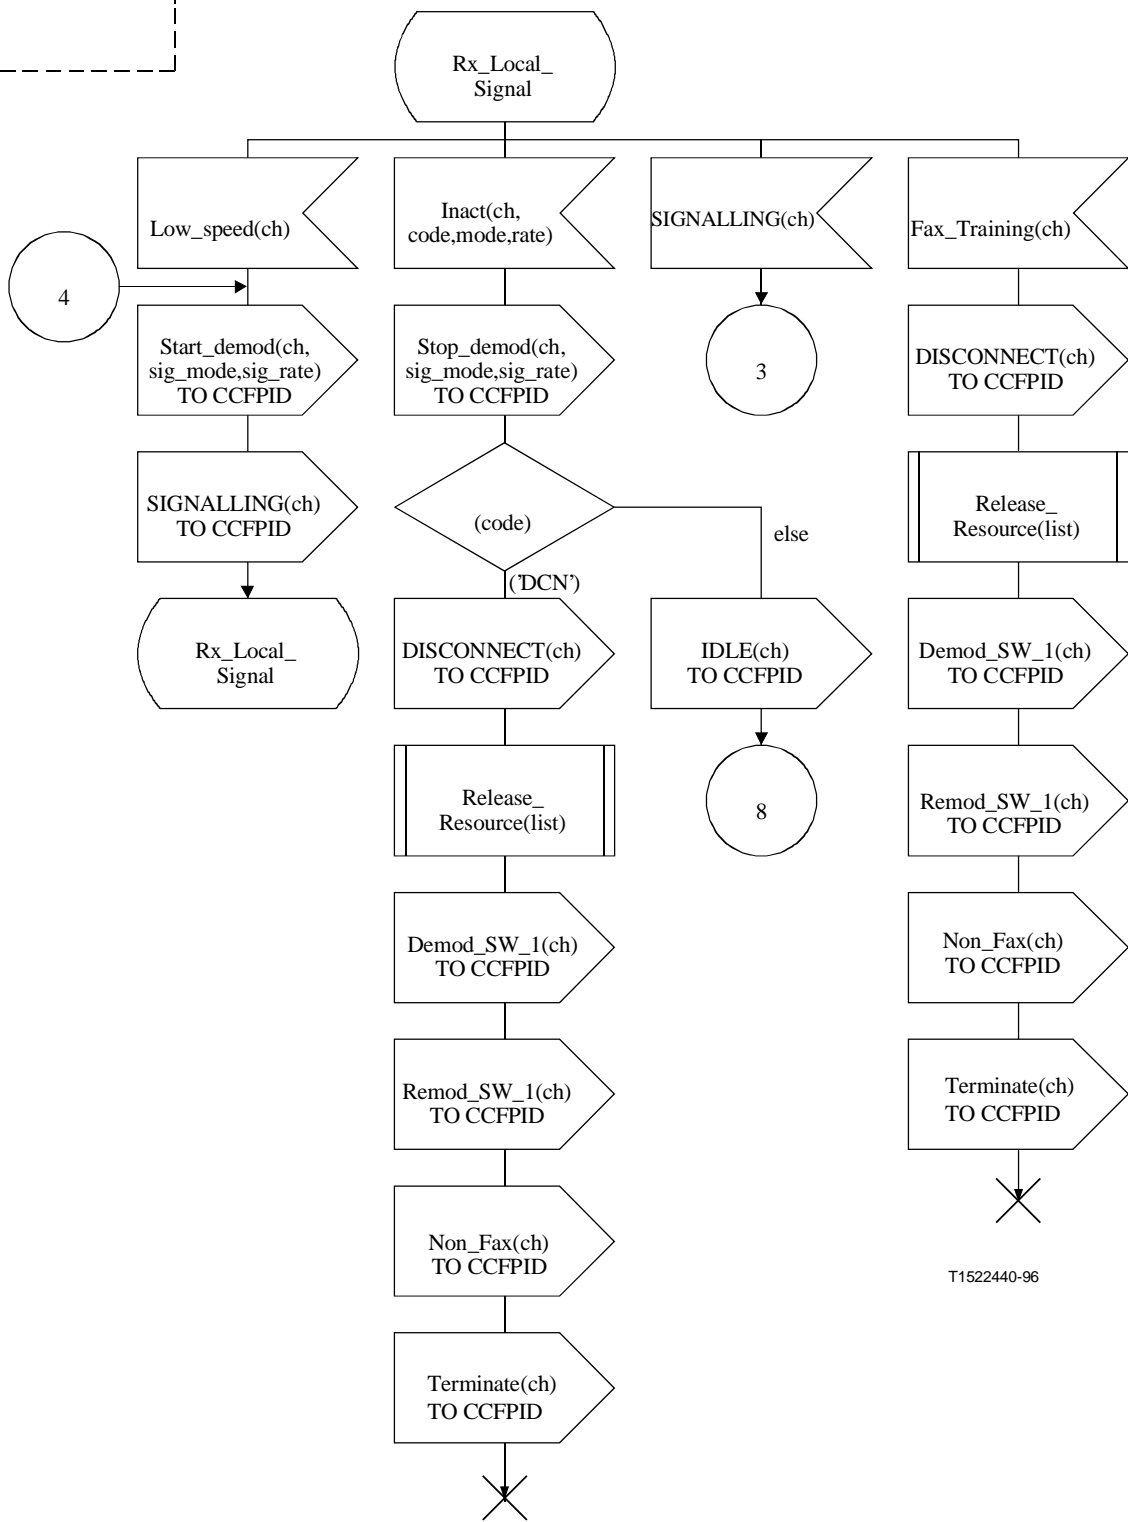 Rx_Local_
Signal
Low_speed(ch)
Inact(ch,
code,mode,rate)
SIGNALLING(ch)
Fax_Training(ch)
4
Start_demod(ch,
sig_mode,sig_rate)
TO CCFPID
Stop_demod(ch,
sig_mode,sig_rate)
TO CCFPID
3
DISCONNECT(ch)
TO CCFPID
SIGNALLING(ch)
TO CCFPID
(code)
else
('DCN')
Release_
Resource(list)
Rx_Local_
Signal
DISCONNECT(ch)
TO CCFPID
IDLE(ch)
TO CCFPID
Demod_SW_1(ch)
TO CCFPID
Release_
Resource(list)
8
Remod_SW_1(ch)
TO CCFPID
Demod_SW_1(ch)
TO CCFPID
Non_Fax(ch)
TO CCFPID
Remod_SW_1(ch)
TO CCFPID
Terminate(ch)
TO CCFPID
Non_Fax(ch)
TO CCFPID
T1522440-96
Terminate(ch)
TO CCFPID